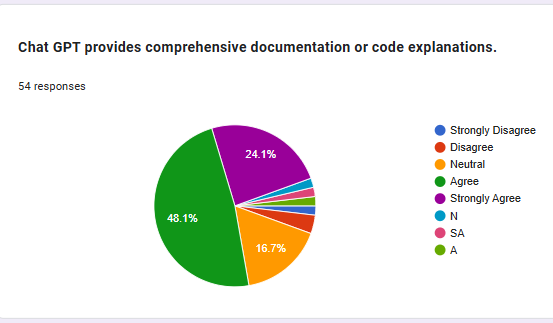 Chat GPT provides comprehensive documentation or code explanations.
54 responses
24.1%
48.1%
16.7%
Strongly Disagree
Disagree
Neutral
Agree
Strongly Agree
N
SA
A